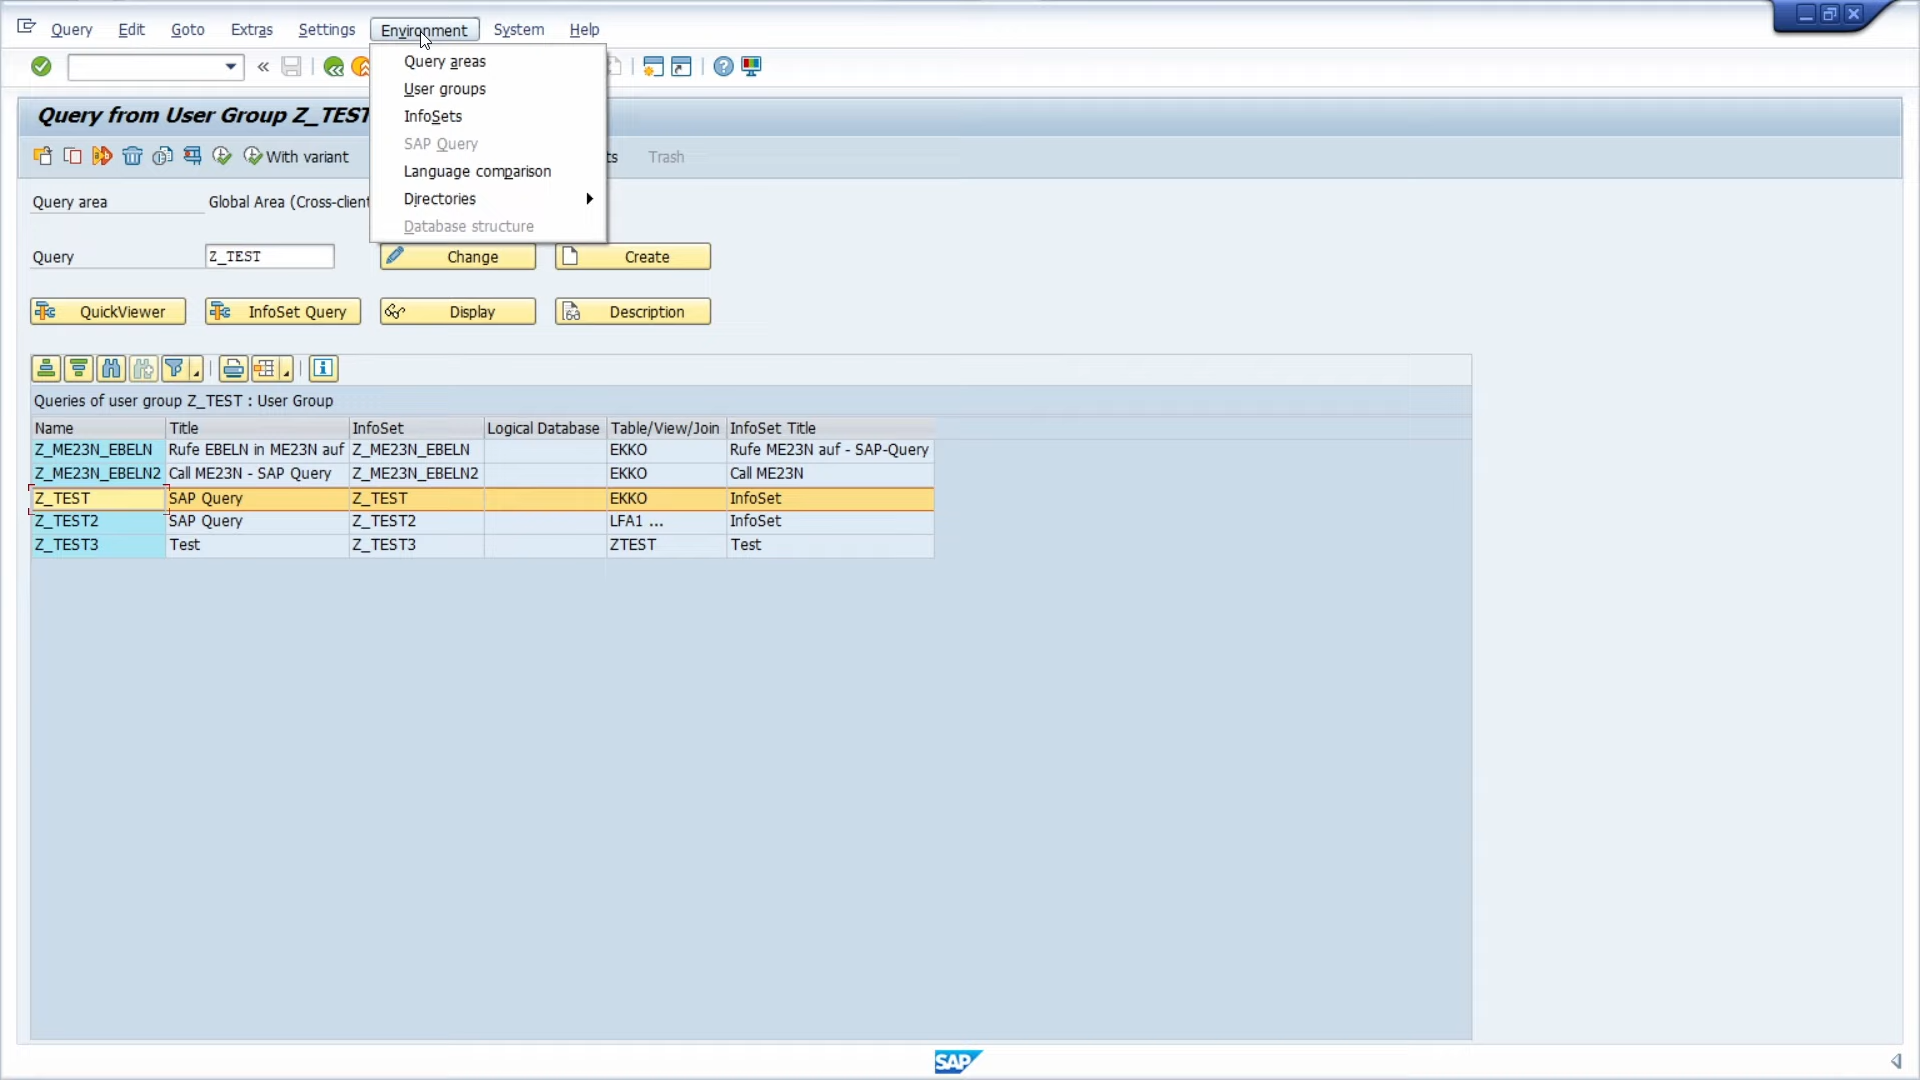 Query Edit Goto Extras Settings Environment System Help
Query areas
User groups
InfoSets
SAP Query
Language comparison
Directories
Database structure
Query from User Group Z_TEST
With variant ts Trash
Query area Global Area (Cross-client
Query Z_TEST Change Create
QuickViewer InfoSet Query Display Description
Queries of user group Z_TEST : User Group
Name Title InfoSet Logical Database Table/View/Join InfoSet Title
Z_ME23N_EBELN Rufe EBELN in ME23N auf Z_ME23N_EBELN EKKO Rufe ME23N auf - SAP-Query
Z_ME23N_EBELN2 Call ME23N - SAP Query Z_ME23N_EBELN2 EKKO Call ME23N
Z_TEST SAP Query Z_TEST EKKO InfoSet
Z_TEST2 SAP Query Z_TEST2 LFA1 ... InfoSet
Z_TEST3 Test Z_TEST3 ZTEST Test
SAP